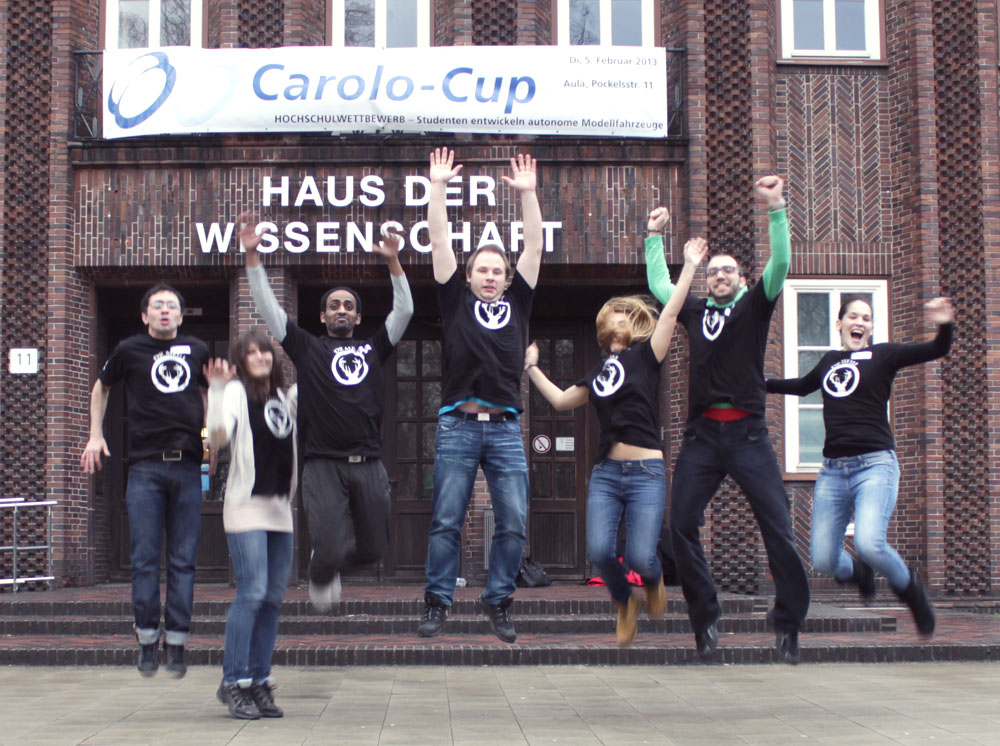 Carolo-Cup
Di, 5. Februar 2013
Aula, Pockelsstr. 11
HOCHSCHULWETTBEWERB – Studenten entwickeln autonome Modellfahrzeuge
HAUS DER
WISSENSCHAFT
11